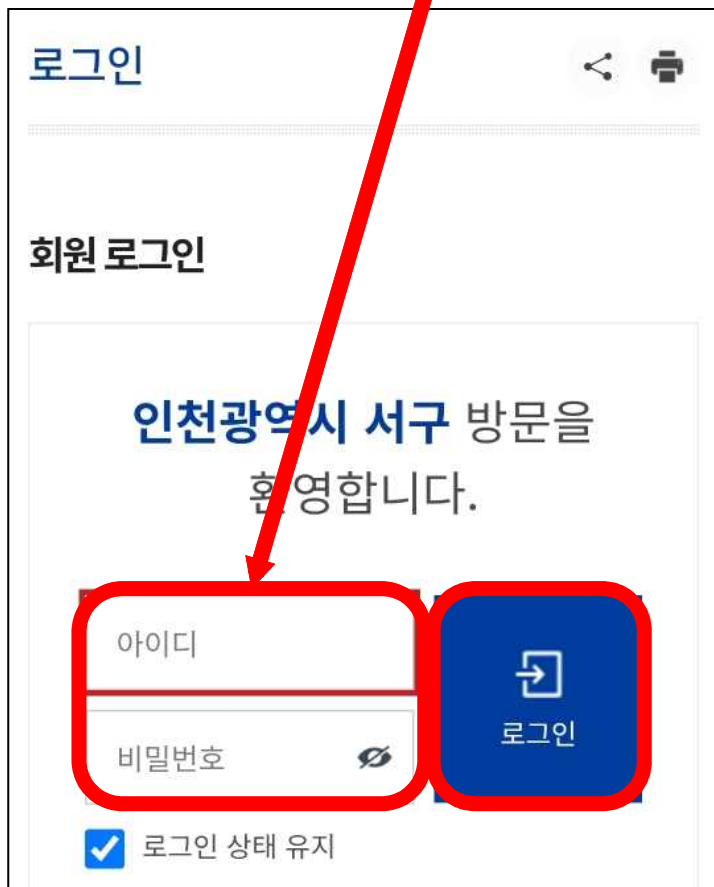 로그인
회원 로그인
인천광역시 서구 방문을
환영합니다.
아이디
로그인
비밀번호
로그인 상태 유지